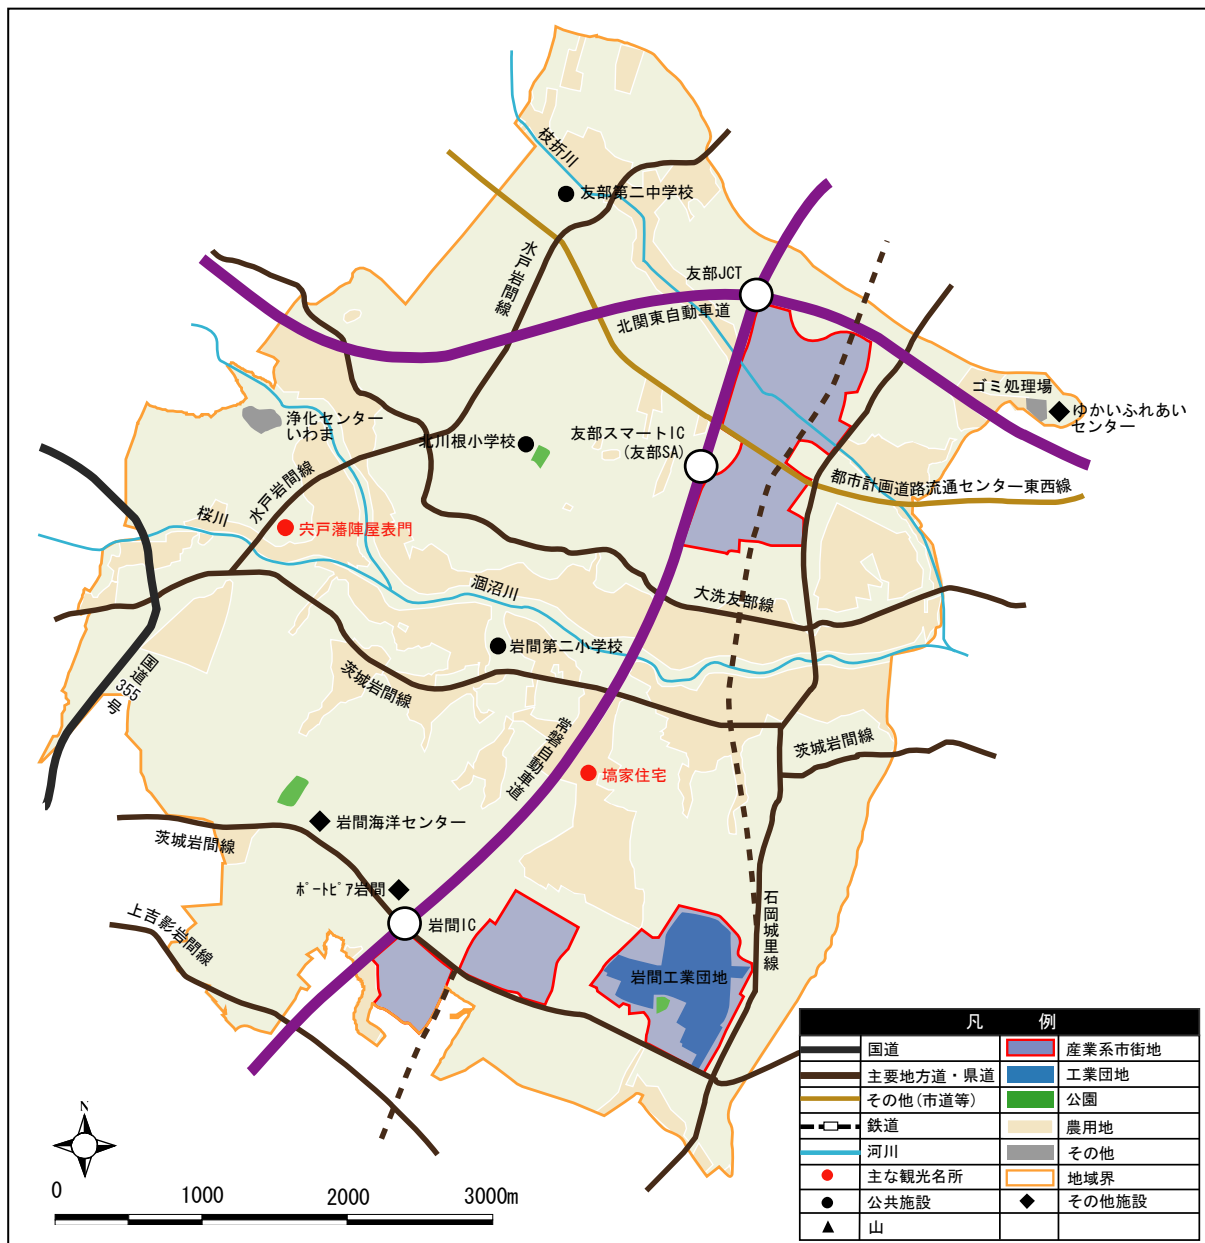 枝折川
友部第二中学校
水戸岩間線
友部JCT
北関東自動車道
ゴミ処理場
ゆかいふれあい
センター
浄化センター
いわま
北川根小学校
友部スマートIC
(友部SA)
都市計画道路流通センター東西線
水戸岩間線
桜川
宍戸藩陣屋表門
涸沼川
大洗友部線
岩間第二小学校
国道355号
茨城岩間線
常磐自動車道
茨城岩間線
塙家住宅
岩間海洋センター
茨城岩間線
ボートピア岩間
岩間IC
上吉影岩間線
石岡城里線
岩間工業団地
N
0 1000 2000 3000m
凡 例
国道
産業系市街地
主要地方道・県道
工業団地
その他(市道等)
公園
鉄道
農用地
河川
その他
主な観光名所
地域界
公共施設
その他施設
山